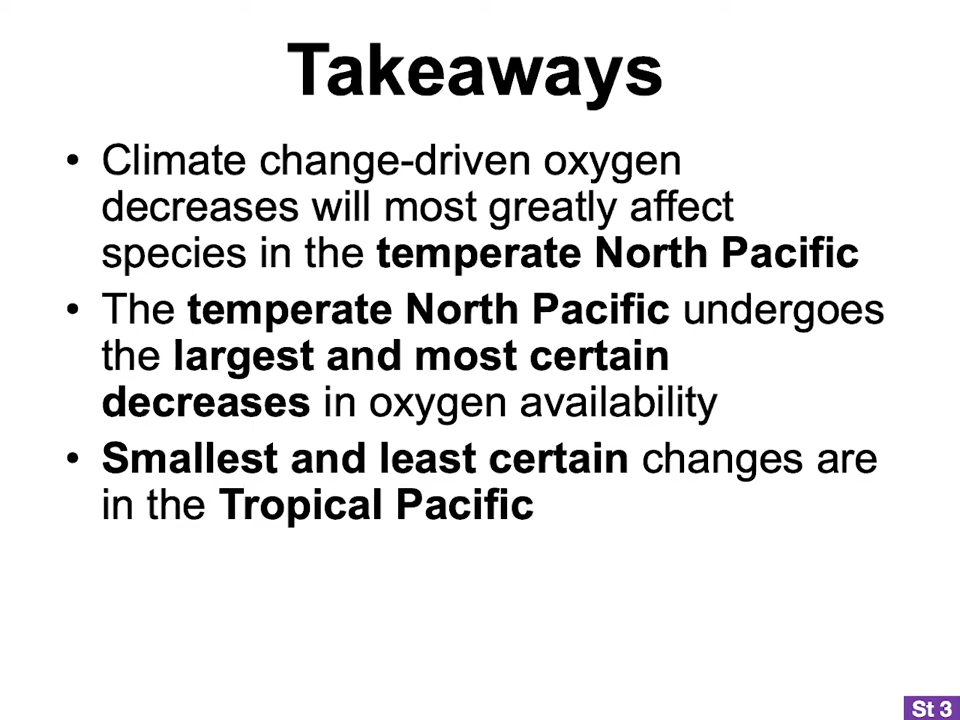 Takeaways
• Climate change-driven oxygen
decreases will most greatly affect
species in the temperate North Pacific
• The temperate North Pacific undergoes
the largest and most certain
decreases in oxygen availability
• Smallest and least certain changes are
in the Tropical Pacific
St 3